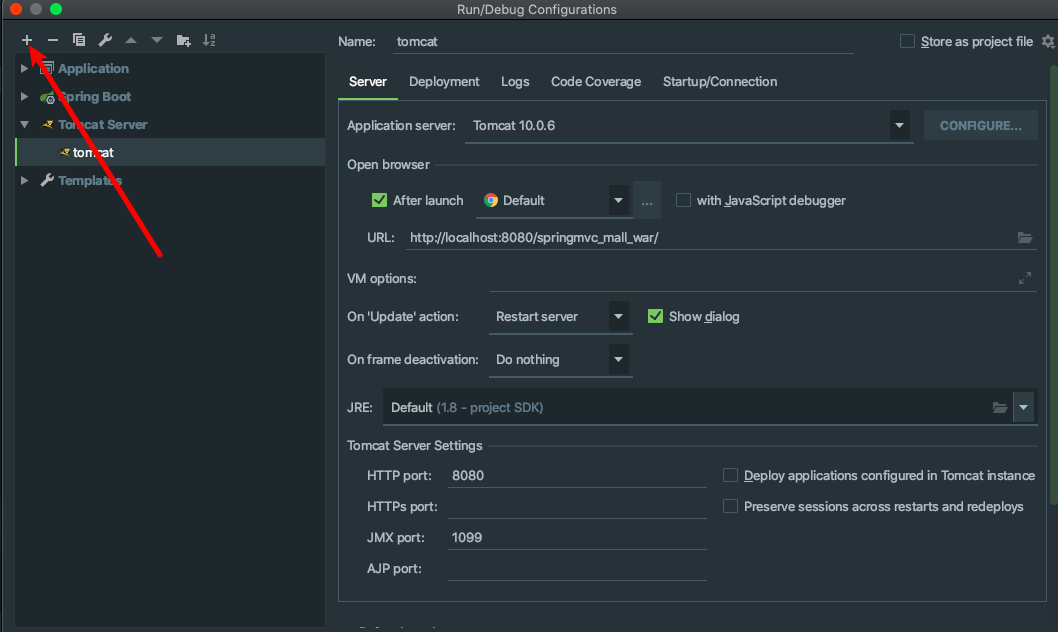 Run/Debug Configurations
Name: tomcat
Store as project file
Application
Spring Boot
Tomcat Server
tomcat
Templates
Server Deployment Logs Code Coverage Startup/Connection
Application server: Tomcat 10.0.6 CONFIGURE...
Open browser
After launch Default ... with JavaScript debugger
URL: http://localhost:8080/springmvc_mall_war/
VM options:
On 'Update' action: Restart server Show dialog
On frame deactivation: Do nothing
JRE: Default (1.8 - project SDK)
Tomcat Server Settings
HTTP port: 8080 Deploy applications configured in Tomcat instance
HTTPs port: Preserve sessions across restarts and redeploys
JMX port: 1099
AJP port: